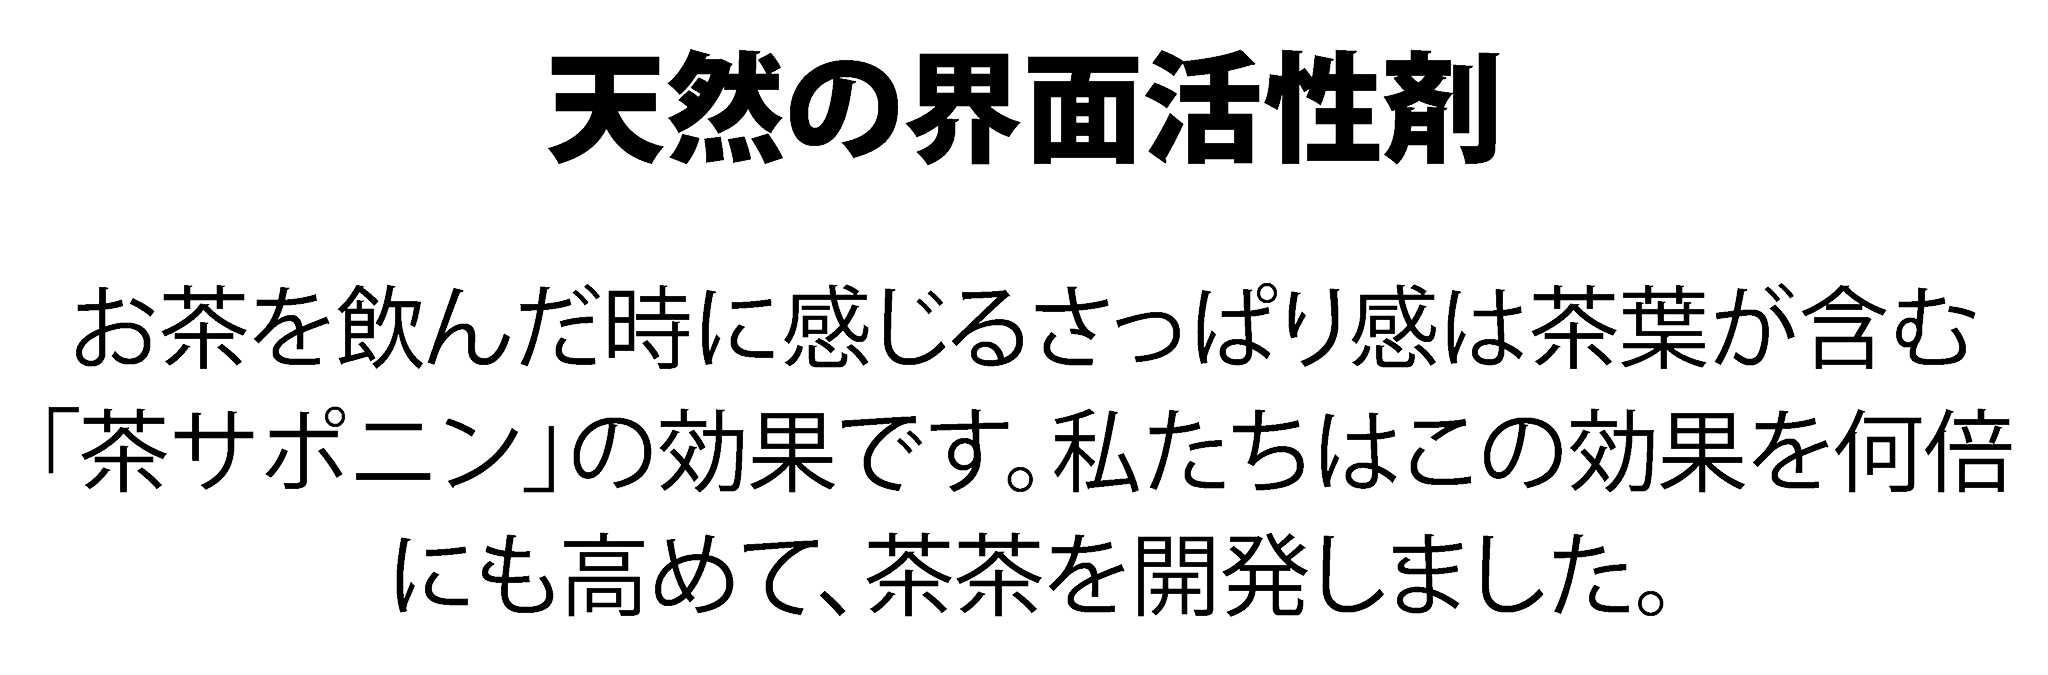 天然の界面活性剤
お茶を飲んだ時に感じるさっぱり感は茶葉が含む
「茶サポニン」の効果です。私たちはこの効果を何倍
にも高めて、茶茶を開発しました。